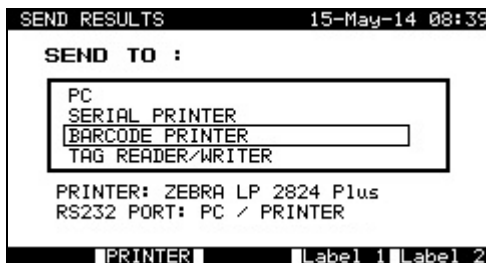 SEND RESULTS 15-May-14 08:39
SEND TO :
PC
SERIAL PRINTER
BARCODE PRINTER
TAG READER/WRITER
PRINTER: ZEBRA LP 2824 Plus
RS232 PORT: PC / PRINTER
PRINTER Label 1 Label 2